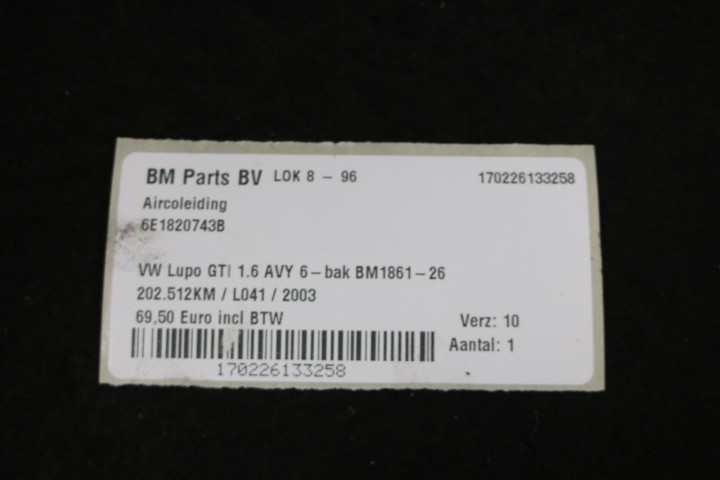 BM Parts BV LOK 8 - 96 170226133258
Aircoleiding
6E1820743B
VW Lupo GTI 1.6 AVY 6-bak BM1861-26
202.512KM / L041 / 2003
69,50 Euro incl BTW
Verz: 10
Aantal: 1
170226133258